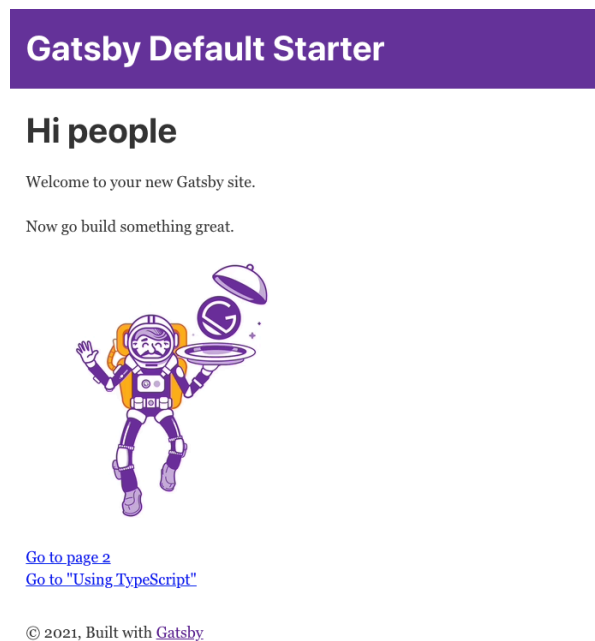 Gatsby Default Starter
Hi people
Welcome to your new Gatsby site.
Now go build something great.
Go to page 2
Go to "Using TypeScript"
© 2021, Built with Gatsby